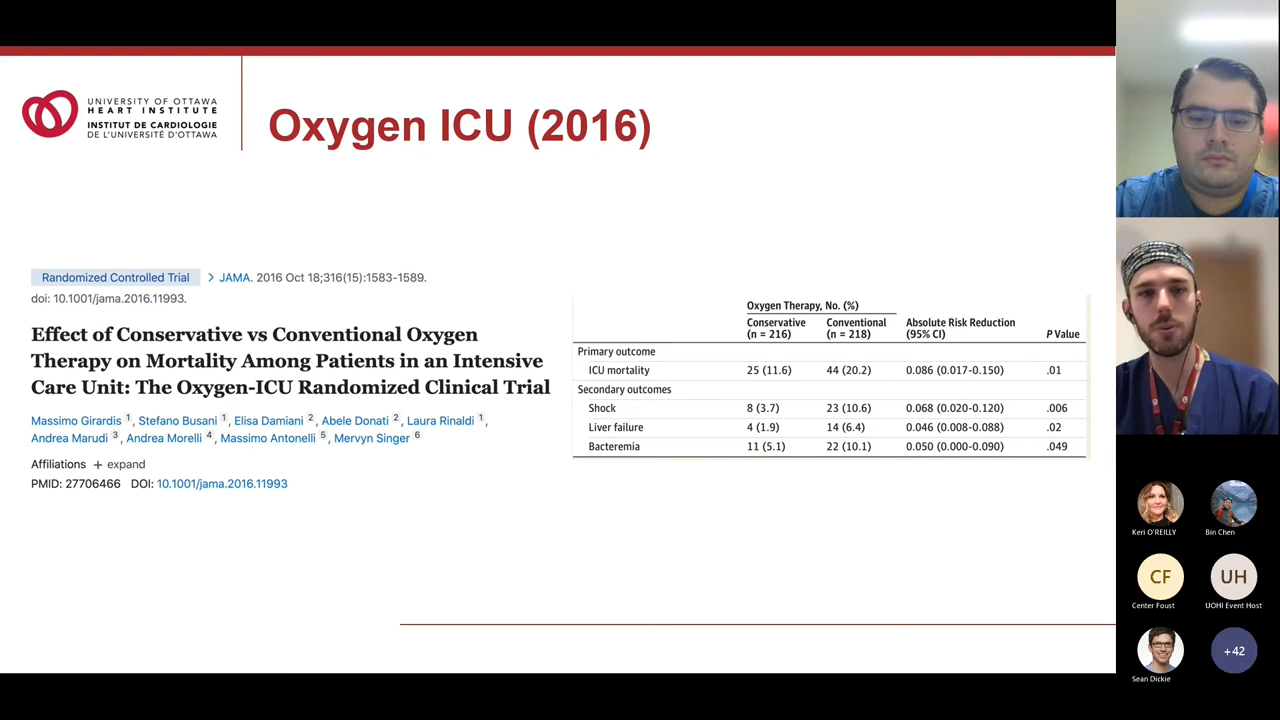 UNIVERSITY OF OTTAWA
HEART INSTITUTE
INSTITUT DE CARDIOLOGIE
DE L'UNIVERSITÉ D'OTTAWA
Oxygen ICU (2016)
Randomized Controlled Trial > JAMA. 2016 Oct 18;316(15):1583-1589.
doi: 10.1001/jama.2016.11993.
Effect of Conservative vs Conventional Oxygen
Therapy on Mortality Among Patients in an Intensive
Care Unit: The Oxygen-ICU Randomized Clinical Trial
Massimo Girardis 1, Stefano Busani 1, Elisa Damiani 2, Abele Donati 2, Laura Rinaldi 1,
Andrea Marudi 3, Andrea Morelli 4, Massimo Antonelli 5, Mervyn Singer 6
Affiliations + expand
PMID: 27706466 DOI: 10.1001/jama.2016.11993
Oxygen Therapy, No. (%)
Conservative (n = 216) Conventional (n = 218) Absolute Risk Reduction (95% CI) P Value
Primary outcome
ICU mortality 25 (11.6) 44 (20.2) 0.086 (0.017-0.150) .01
Secondary outcomes
Shock 8 (3.7) 23 (10.6) 0.068 (0.020-0.120) .006
Liver failure 4 (1.9) 14 (6.4) 0.046 (0.008-0.088) .02
Bacteremia 11 (5.1) 22 (10.1) 0.050 (0.000-0.090) .049
Keri O'REILLY
Bin Chen
CF
UH
Center Foust
UOHI Event Host
+42
Sean Dickie